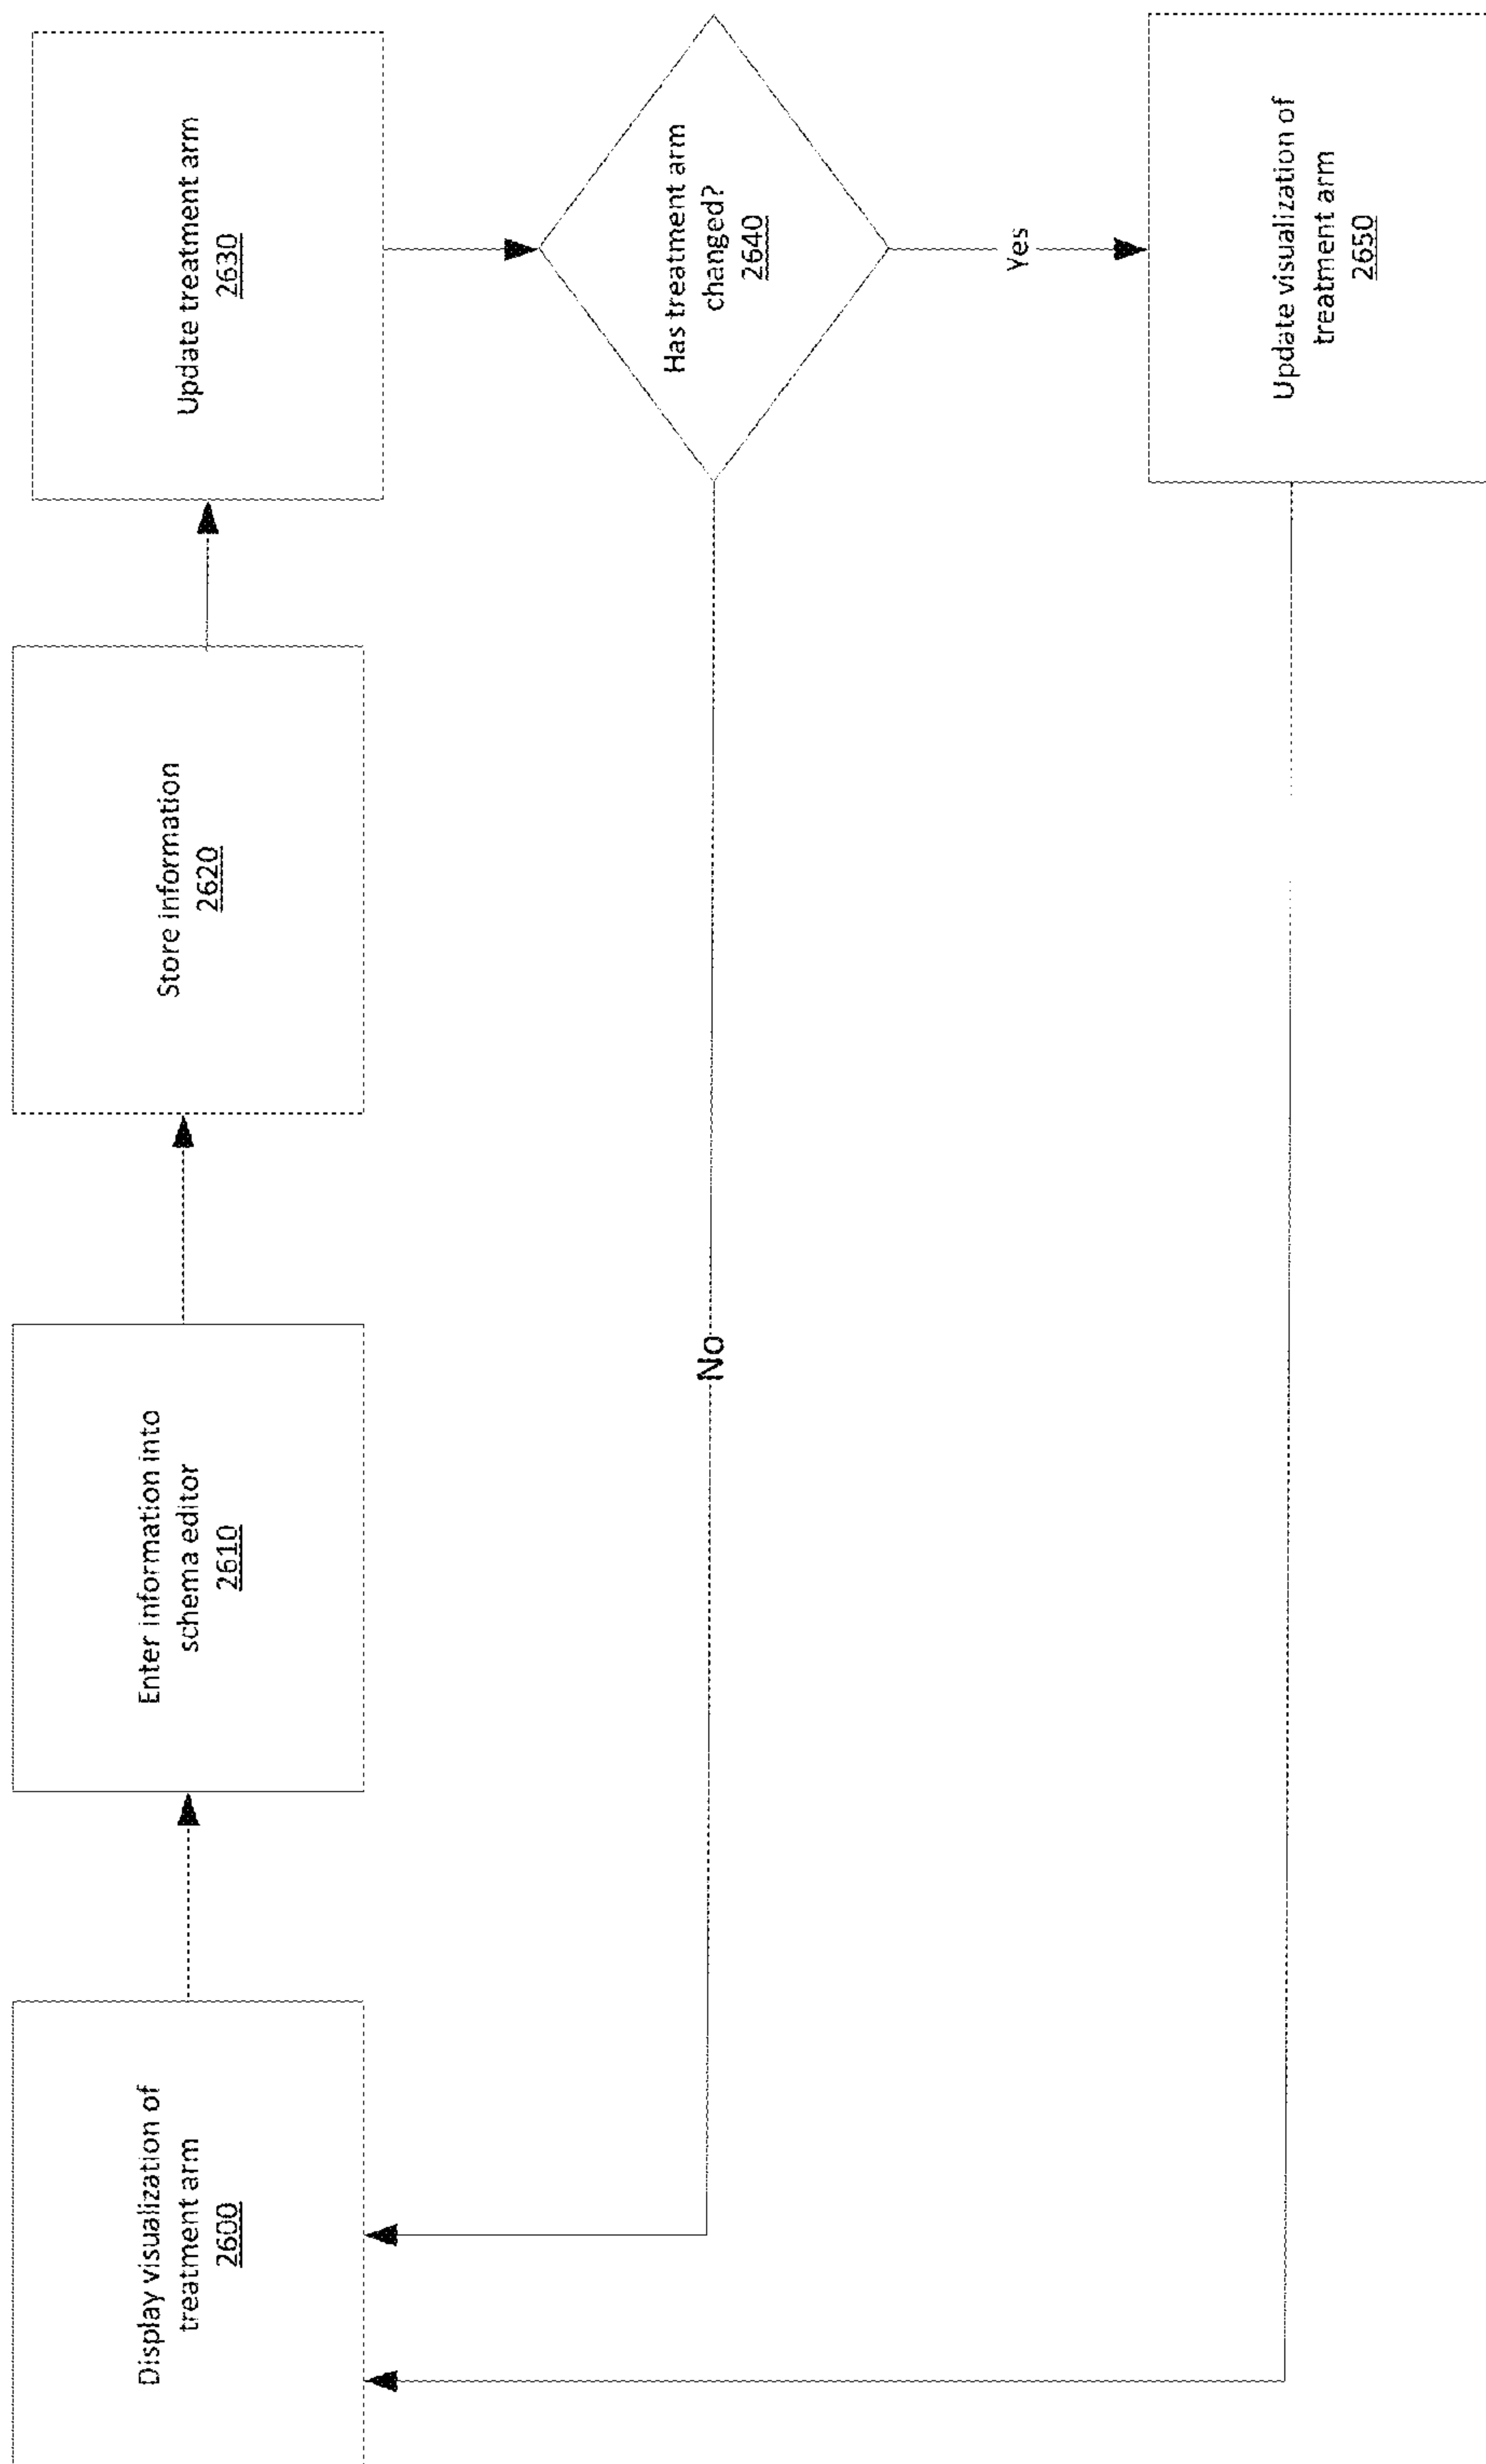 Display visualization of
treatment arm
2600
Enter information into
schema editor
2610
Store information
2620
Update treatment arm
2630
Has treatment arm
changed?
2640
No
Yes
Update visualization of
treatment arm
2650